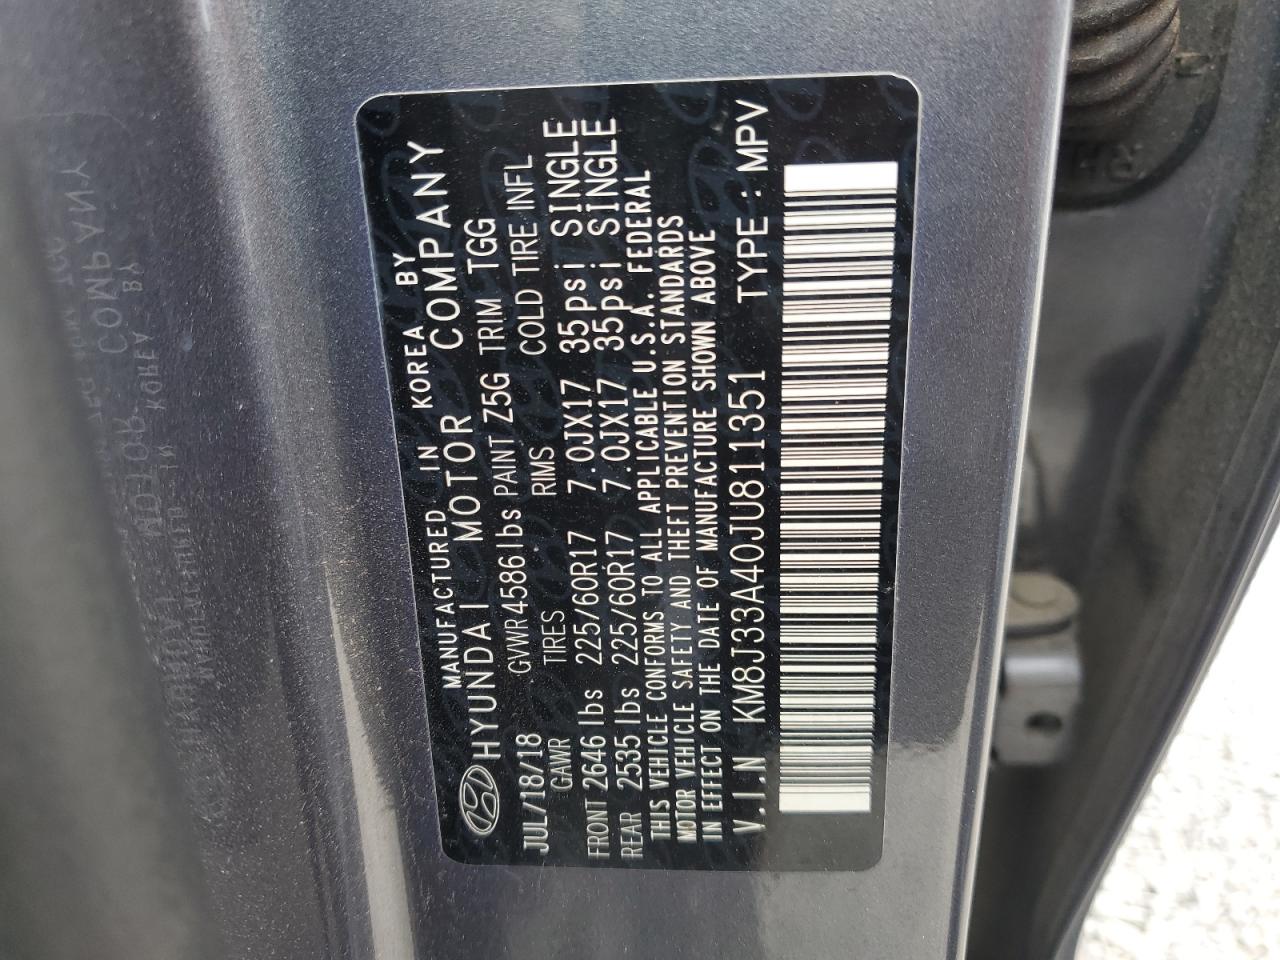 MANUFACTURED IN KOREA BY
HYUNDAI MOTOR COMPANY
JUL/18/18 GVWR 4586 lbs PAINT Z5G TRIM TGG
GAWR TIRES RIMS COLD TIRE INFL
FRONT 2646 lbs 225/60R17 7.0JX17 35psi SINGLE
REAR 2535 lbs 225/60R17 7.0JX17 35psi SINGLE
THIS VEHICLE CONFORMS TO ALL APPLICABLE U.S.A. FEDERAL
MOTOR VEHICLE SAFETY AND THEFT PREVENTION STANDARDS
IN EFFECT ON THE DATE OF MANUFACTURE SHOWN ABOVE
V.I.N KM8J33A40JU811351 TYPE : MPV